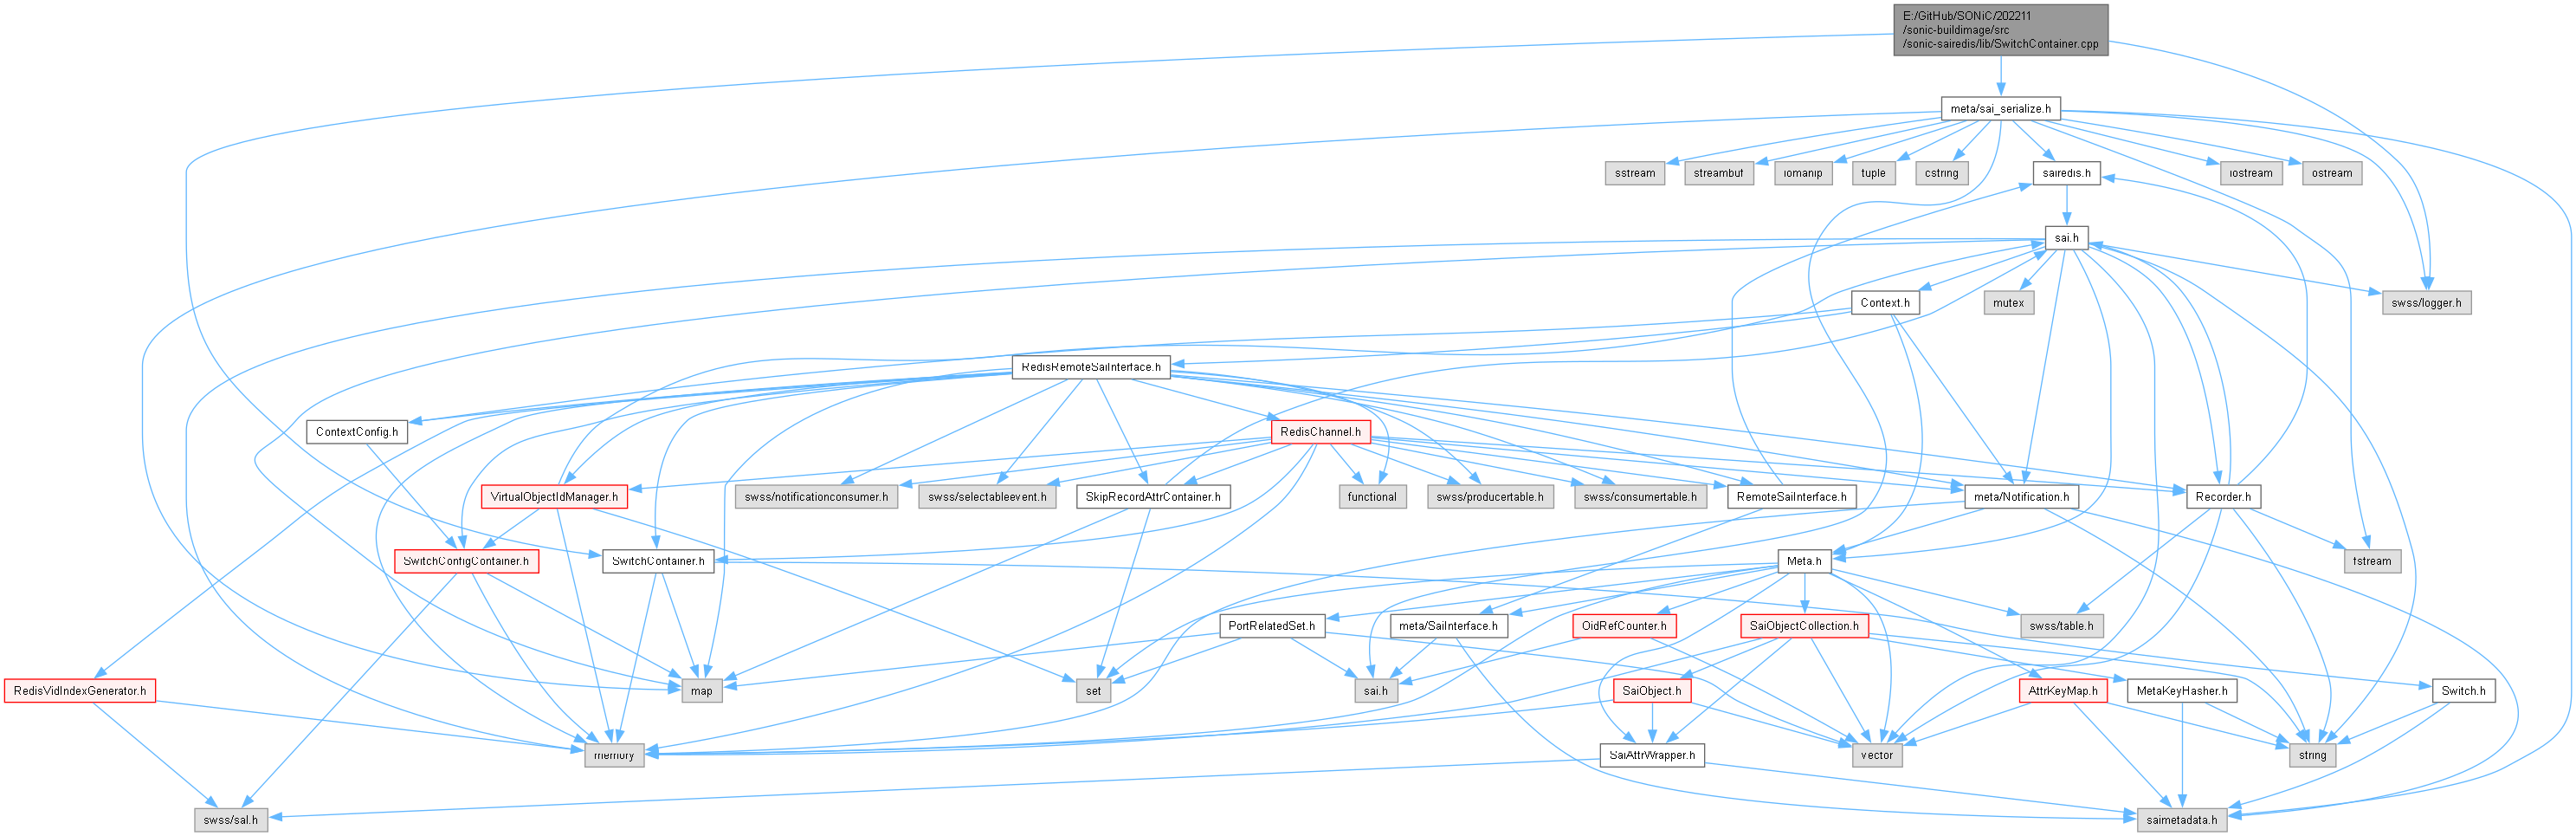 E:/GitHub/SONiC/202211
/sonic-buildimage/src
/sonic-sairedis/lib/SwitchContainer.cpp
meta/sai_serialize.h
sstream
streambuf
iomanip
tuple
cstring
sairedis.h
iostream
ostream
sai.h
Context.h
mutex
swss/logger.h
RedisRemoteSaiInterface.h
ContextConfig.h
RedisChannel.h
VirtualObjectIdManager.h
swss/notificationconsumer.h
swss/selectableevent.h
SkipRecordAttrContainer.h
functional
swss/producertable.h
swss/consumertable.h
RemoteSaiInterface.h
meta/Notification.h
Recorder.h
SwitchConfigContainer.h
SwitchContainer.h
Meta.h
fstream
PortRelatedSet.h
meta/SaiInterface.h
OidRefCounter.h
SaiObjectCollection.h
swss/table.h
RedisVidIndexGenerator.h
map
set
sai.h
SaiObject.h
AttrKeyMap.h
MetaKeyHasher.h
Switch.h
memory
SaiAttrWrapper.h
vector
string
swss/sal.h
saimetadata.h